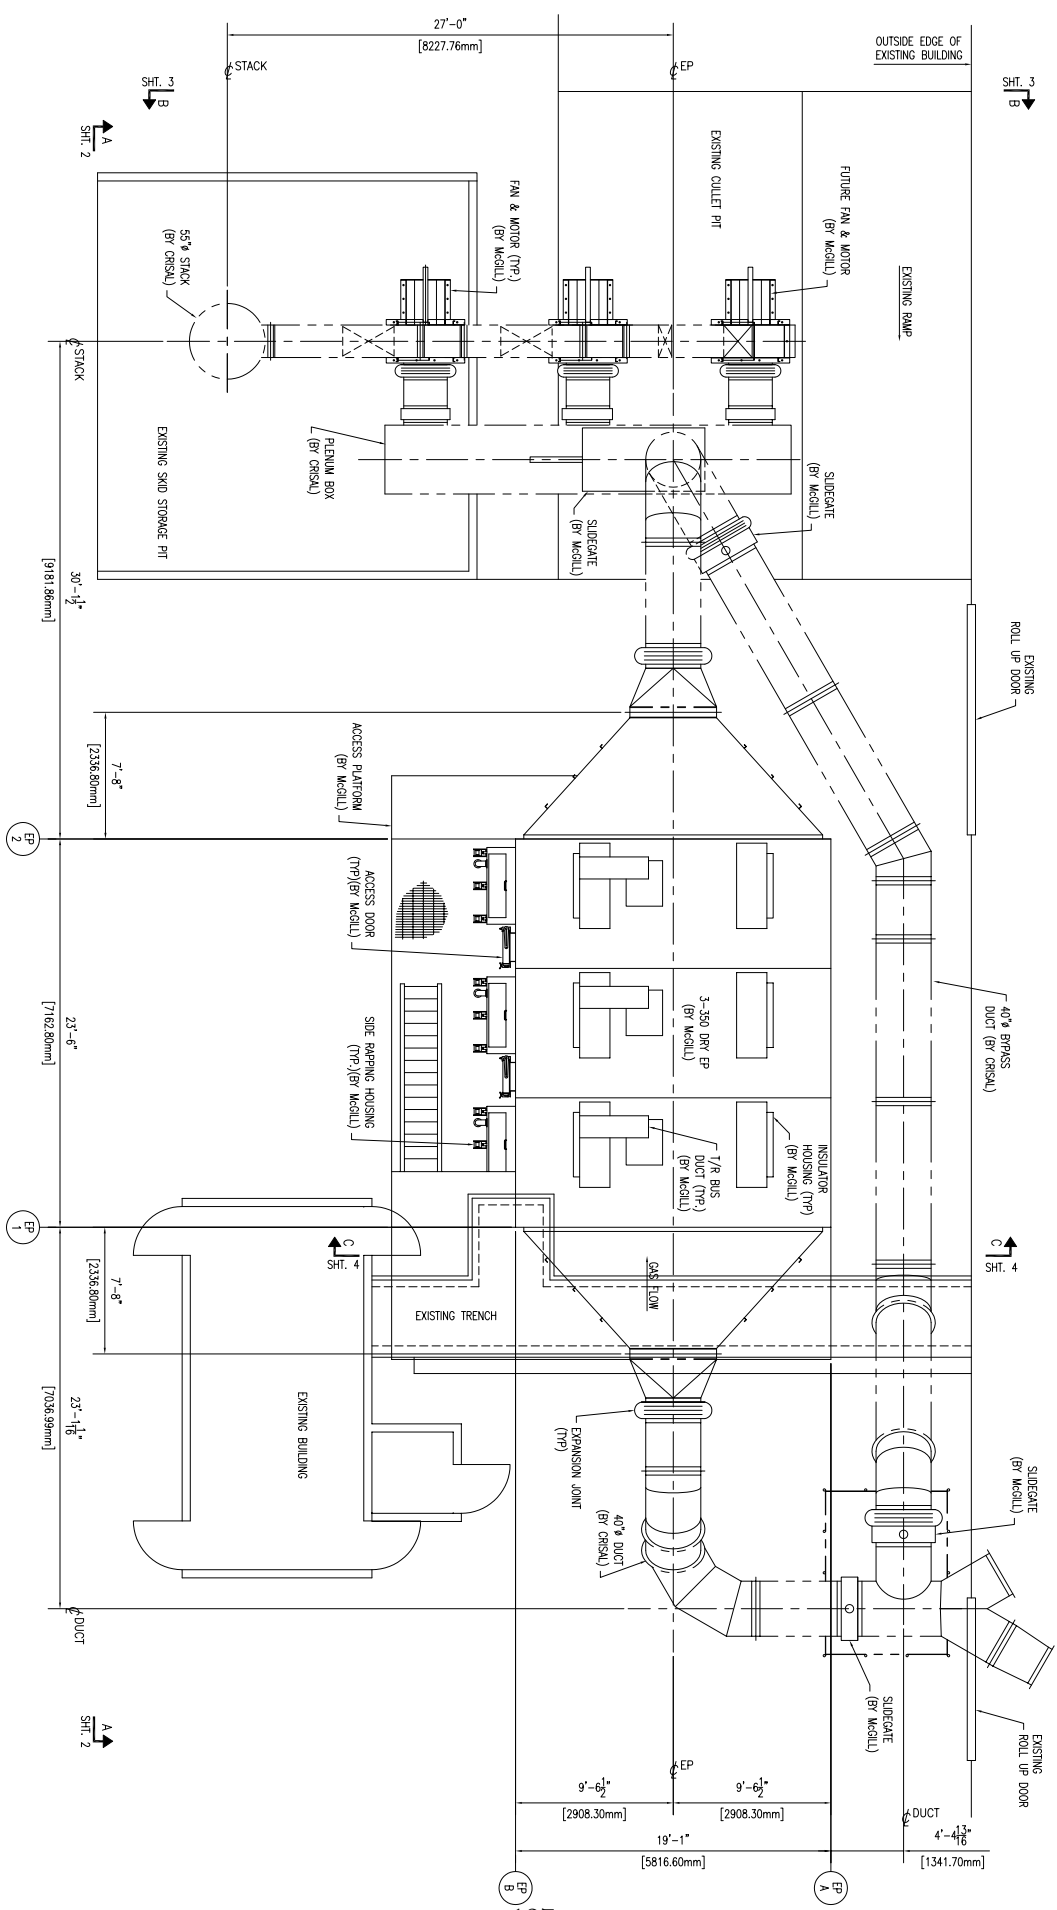 27'-0"
[8227.76mm]
OUTSIDE EDGE OF
EXISTING BUILDING
℄ STACK
℄ EP
SHT. 3
B
SHT. 3
B
A
SHT. 2
EXISTING CULLET PIT
FUTURE FAN & MOTOR
(BY McGILL)
FAN & MOTOR (TYP.)
(BY McGILL)
55"ø STACK
(BY CRISAL)
EXISTING RAMP
℄ STACK
EXISTING SKID STORAGE PIT
PLENUM BOX
(BY CRISAL)
SLIDEGATE
(BY McGILL)
SLIDEGATE
(BY McGILL)
30'-1 1/2"
[9181.86mm]
EXISTING
ROLL UP DOOR
7'-8"
[2336.80mm]
ACCESS PLATFORM
(BY McGILL)
EP
2
ACCESS DOOR
(TYP)(BY McGILL)
3-350 DRY EP
(BY McGILL)
40"ø BYPASS
DUCT (BY CRISAL)
23'-6"
[7162.80mm]
SIDE RAPPING HOUSING
(TYP.)(BY McGILL)
T/R BUS
DUCT (TYP.)
(BY McGILL)
INSULATOR
HOUSING (TYP)
(BY McGILL)
EP
1
C
SHT. 4
C
SHT. 4
GAS FLOW
7'-8"
[2336.80mm]
EXISTING TRENCH
23'-1 1/16"
[7036.99mm]
EXISTING BUILDING
EXPANSION JOINT
(TYP)
40"ø DUCT
(BY CRISAL)
SLIDEGATE
(BY McGILL)
℄ DUCT
A
SHT. 2
SLIDEGATE
(BY McGILL)
EXISTING
ROLL UP DOOR
℄ EP
9'-6 1/2"
[2908.30mm]
9'-6 1/2"
[2908.30mm]
℄ DUCT
4'-4 13/16"
[1341.70mm]
19'-1"
[5816.60mm]
EP
B
EP
A